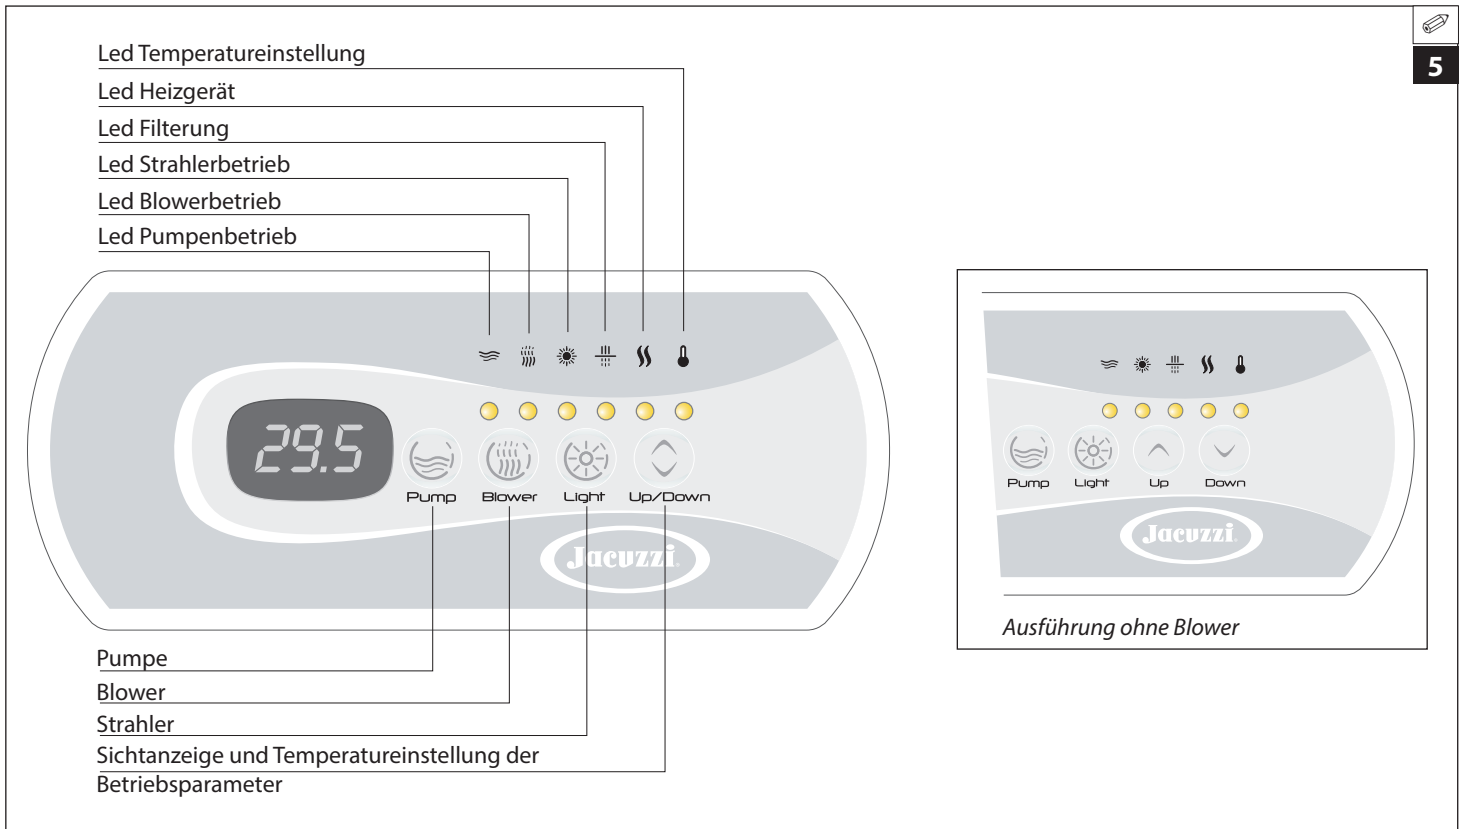 5
Led Temperatureinstellung
Led Heizgerät
Led Filterung
Led Strahlerbetrieb
Led Blowerbetrieb
Led Pumpenbetrieb
29.5
Pump Blower Light Up/Down
Jacuzzi
Pumpe
Blower
Strahler
Sichtanzeige und Temperatureinstellung der
Betriebsparameter
Pump Light Up Down
Jacuzzi
Ausführung ohne Blower